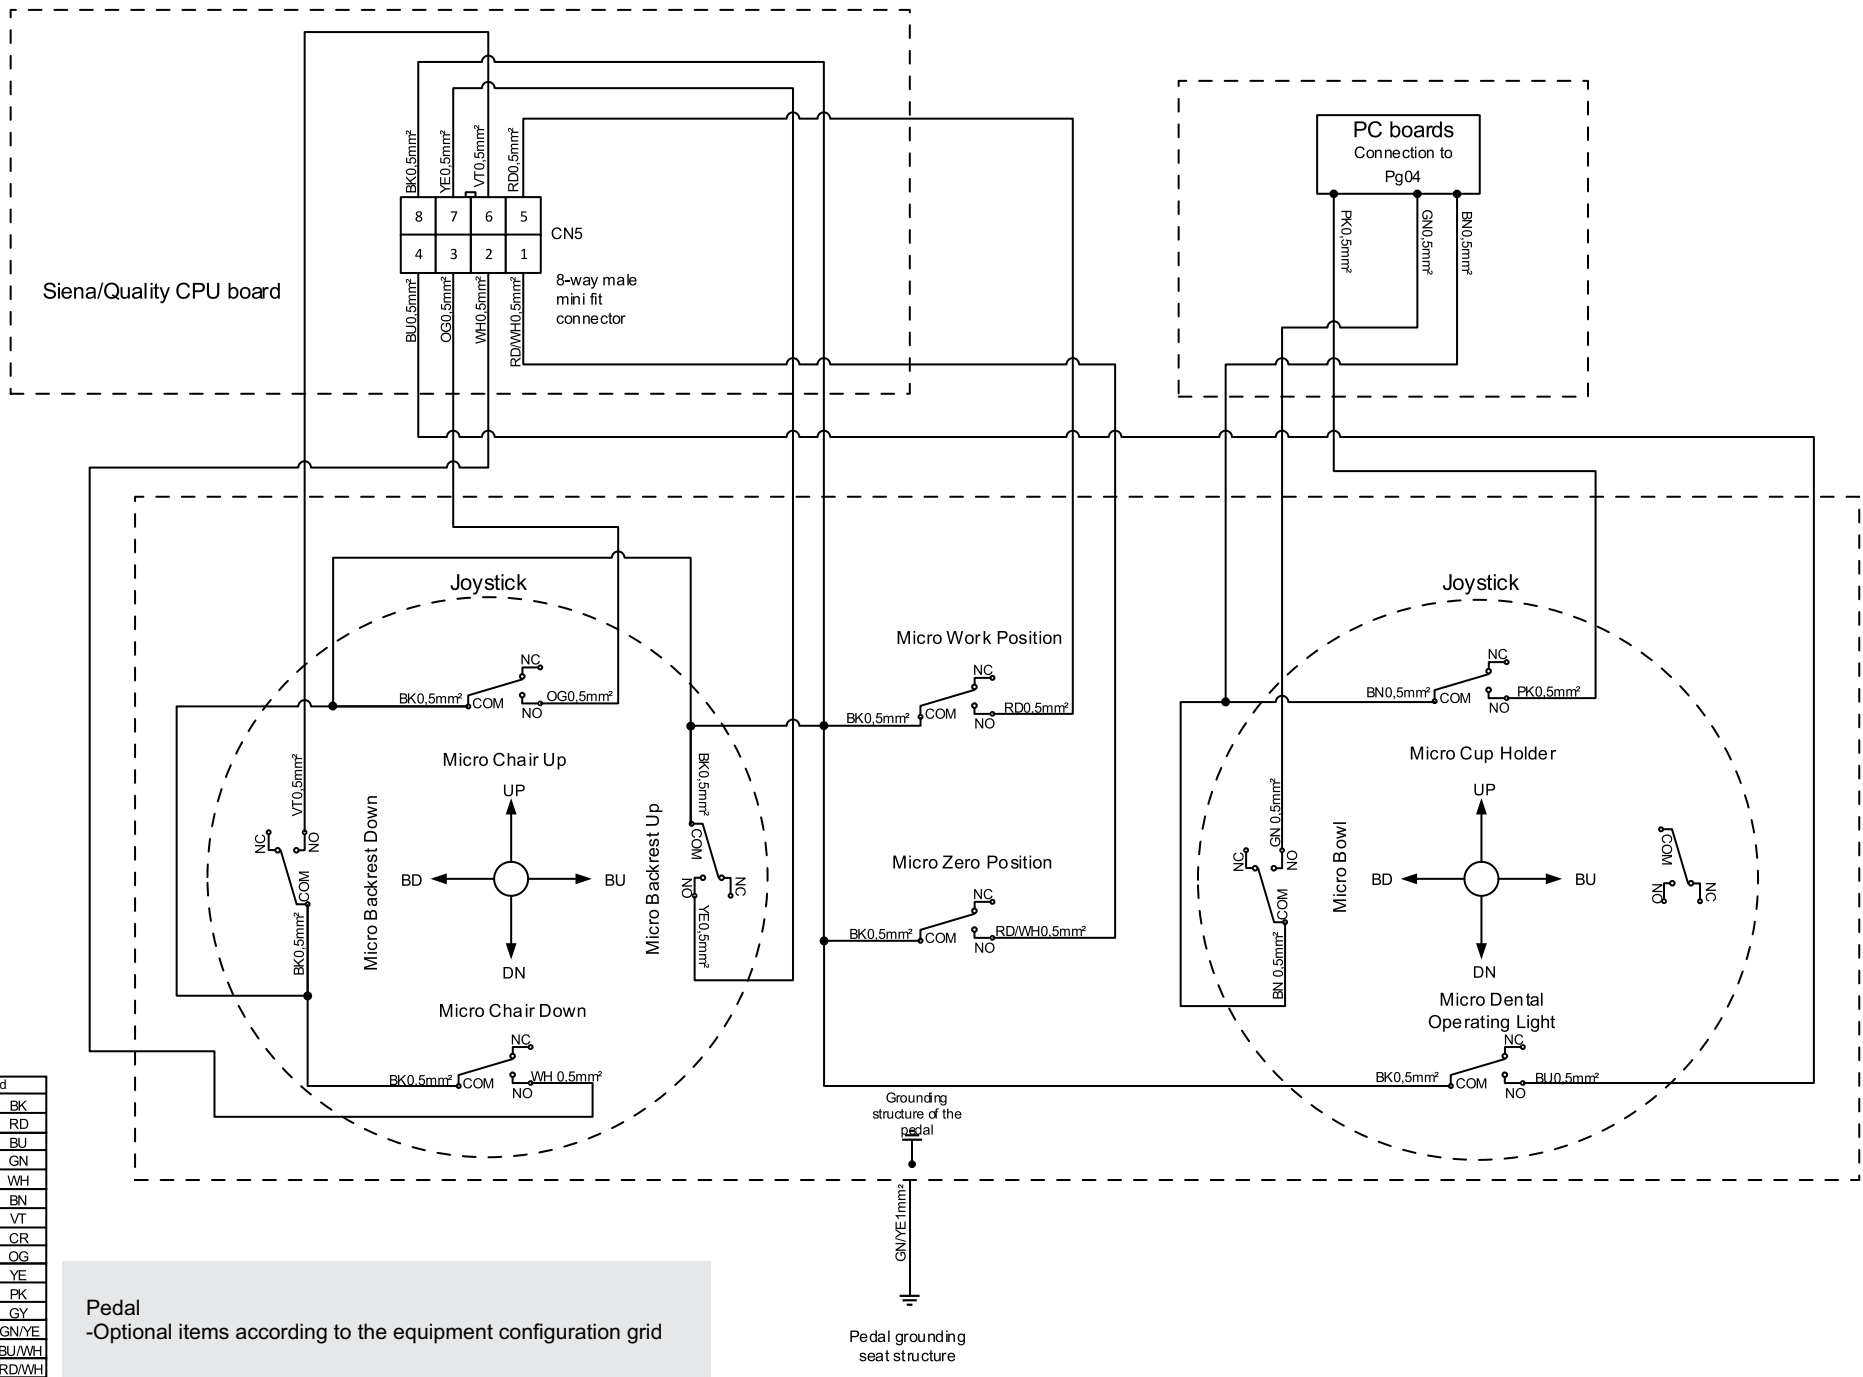 BK0,5mm²
YE0,5mm²
VT0,5mm²
RD0,5mm²
8 7 6 5
4 3 2 1
CN5
8-way male
mini fit
connector
BU0,5mm²
OG0,5mm²
WH0,5mm²
RD/WH0,5mm²
Siena/Quality CPU board
PC boards
Connection to
Pg04
PK0,5mm²
GN0,5mm²
BN0,5mm²
Joystick
NC
BK0,5mm²
COM
OG0,5mm²
NO
Micro Chair Up
VT0,5mm²
NC
NO
COM
BK0,5mm²
Micro Backrest Down
UP
BD
BU
DN
Micro Backrest Up
BK0,5mm²
COM
NO
NC
YE0,5mm²
Micro Chair Down
NC
BK0,5mm²
COM
WH 0,5mm²
NO
Micro Work Position
NC
BK0,5mm²
COM
RD0,5mm²
NO
Micro Zero Position
NC
BK0,5mm²
COM
RD/WH0,5mm²
NO
Joystick
NC
BN0,5mm²
COM
PK0,5mm²
NO
Micro Cup Holder
GN 0,5mm²
NC
NO
COM
BN 0,5mm²
Micro Bowl
UP
BD
BU
DN
COM
NO
NC
Micro Dental
Operating Light
NC
BK0,5mm²
COM
BU0,5mm²
NO
Grounding
structure of the
pedal
GN/YE1mm²
Pedal grounding
seat structure
d
BK
RD
BU
GN
WH
BN
VT
CR
OG
YE
PK
GY
GN/YE
BU/WH
RD/WH
Pedal
-Optional items according to the equipment configuration grid